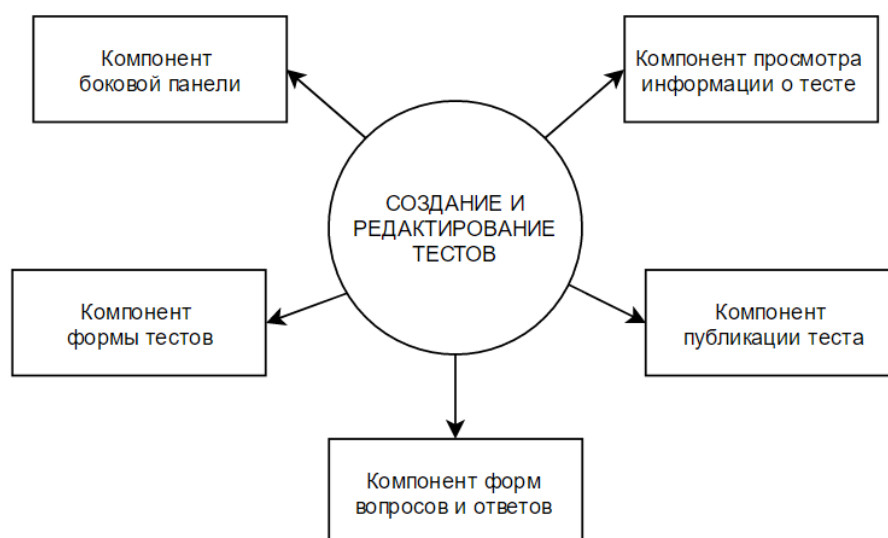 Компонент
боковой панели
Компонент просмотра
информации о тесте
СОЗДАНИЕ И
РЕДАКТИРОВАНИЕ
ТЕСТОВ
Компонент
формы тестов
Компонент
публикации теста
Компонент форм
вопросов и ответов